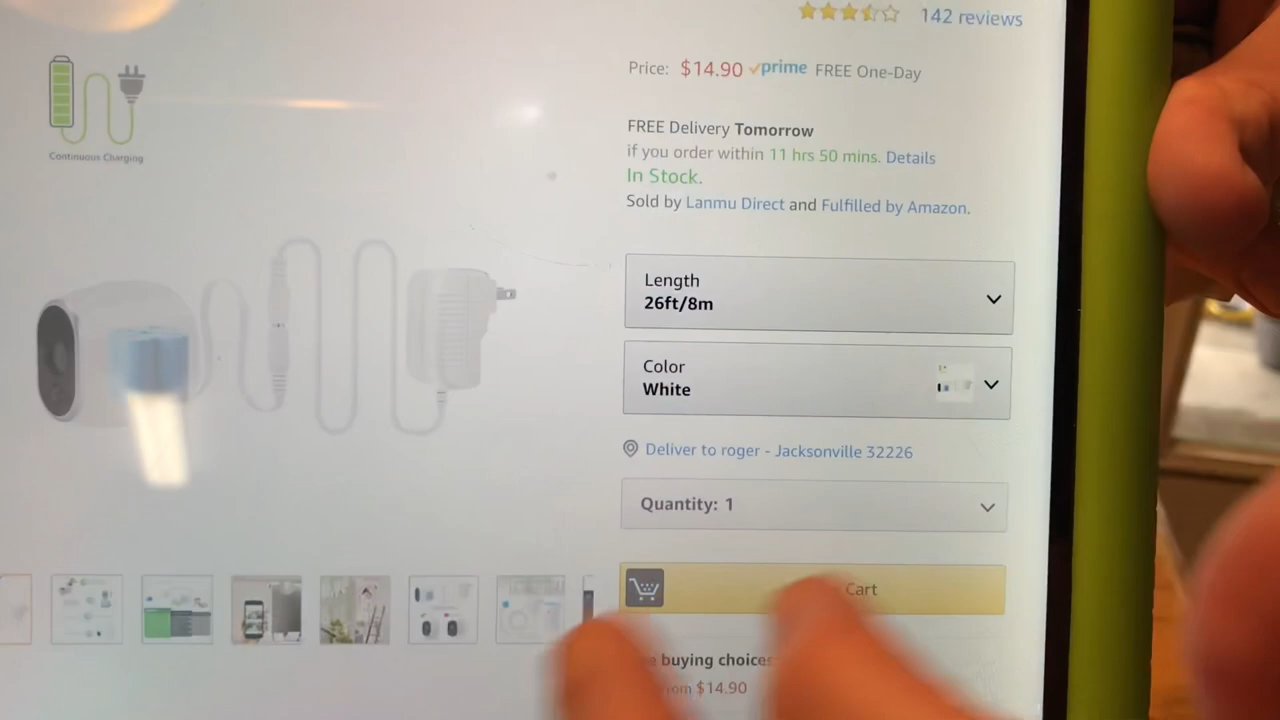 142 reviews
Price: $14.90 prime FREE One-Day
Continuous Charging
FREE Delivery Tomorrow
if you order within 11 hrs 50 mins. Details
In Stock.
Sold by Lanmu Direct and Fulfilled by Amazon.
Length
26ft/8m
Color
White
Deliver to roger - Jacksonville 32226
Quantity: 1
Cart
buying choices
$14.90